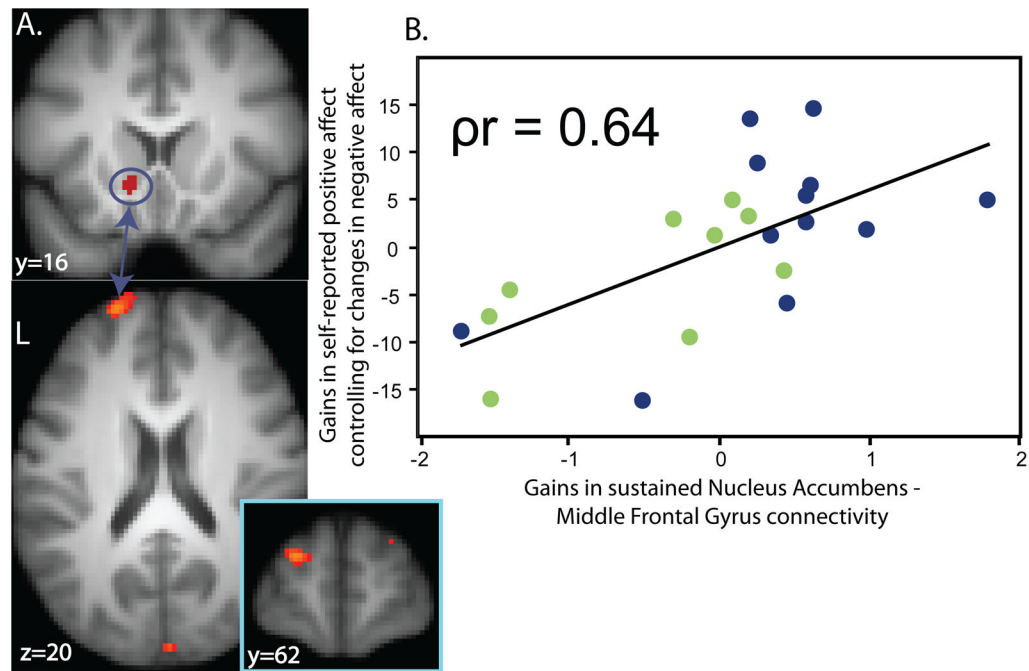 A.
y=16
L
z=20
y=62
B.
Gains in self-reported positive affect
controlling for changes in negative affect
15
10
5
0
-5
-10
-15
ρr = 0.64
-2
-1
0
1
2
Gains in sustained Nucleus Accumbens -
Middle Frontal Gyrus connectivity